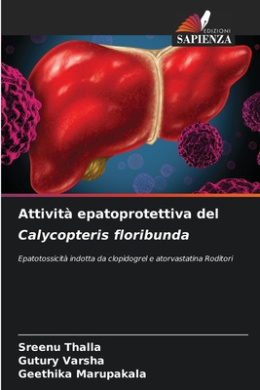 EDIZIONI
SAPIENZA
Attività epatoprotettiva del
Calycopteris floribunda
Epatotossicità indotta da clopidogrel e atorvastatina Roditori
Sreenu Thalla
Gutury Varsha
Geethika Marupakala